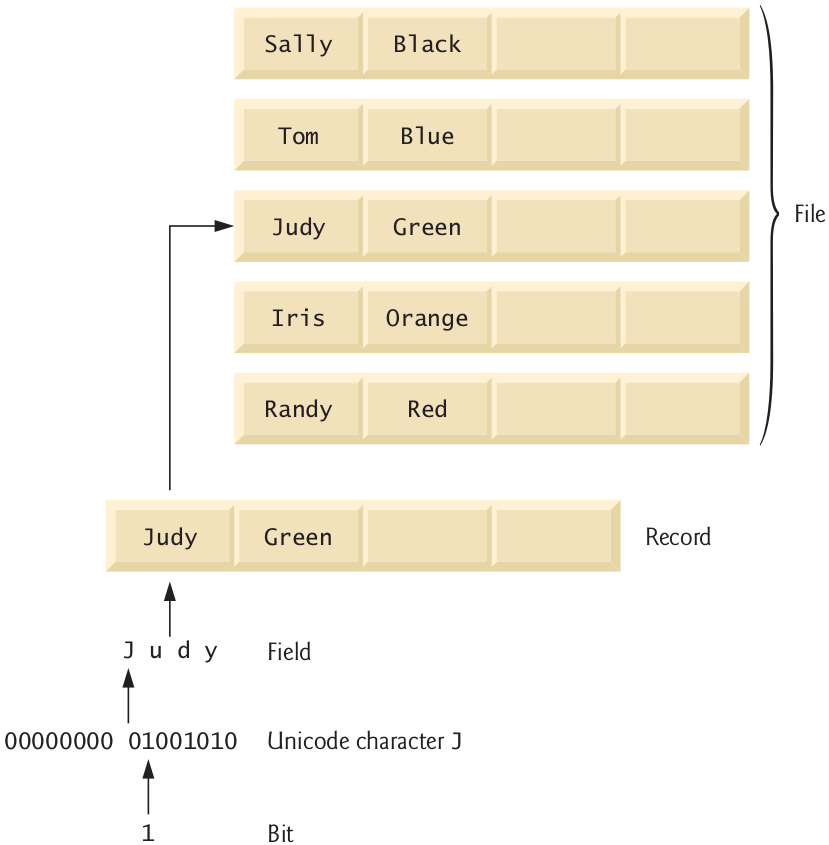 Sally Black
Tom Blue
Judy Green
File
Iris Orange
Randy Red
Judy Green
Record
J u d y Field
00000000 01001010 Unicode character J
1 Bit